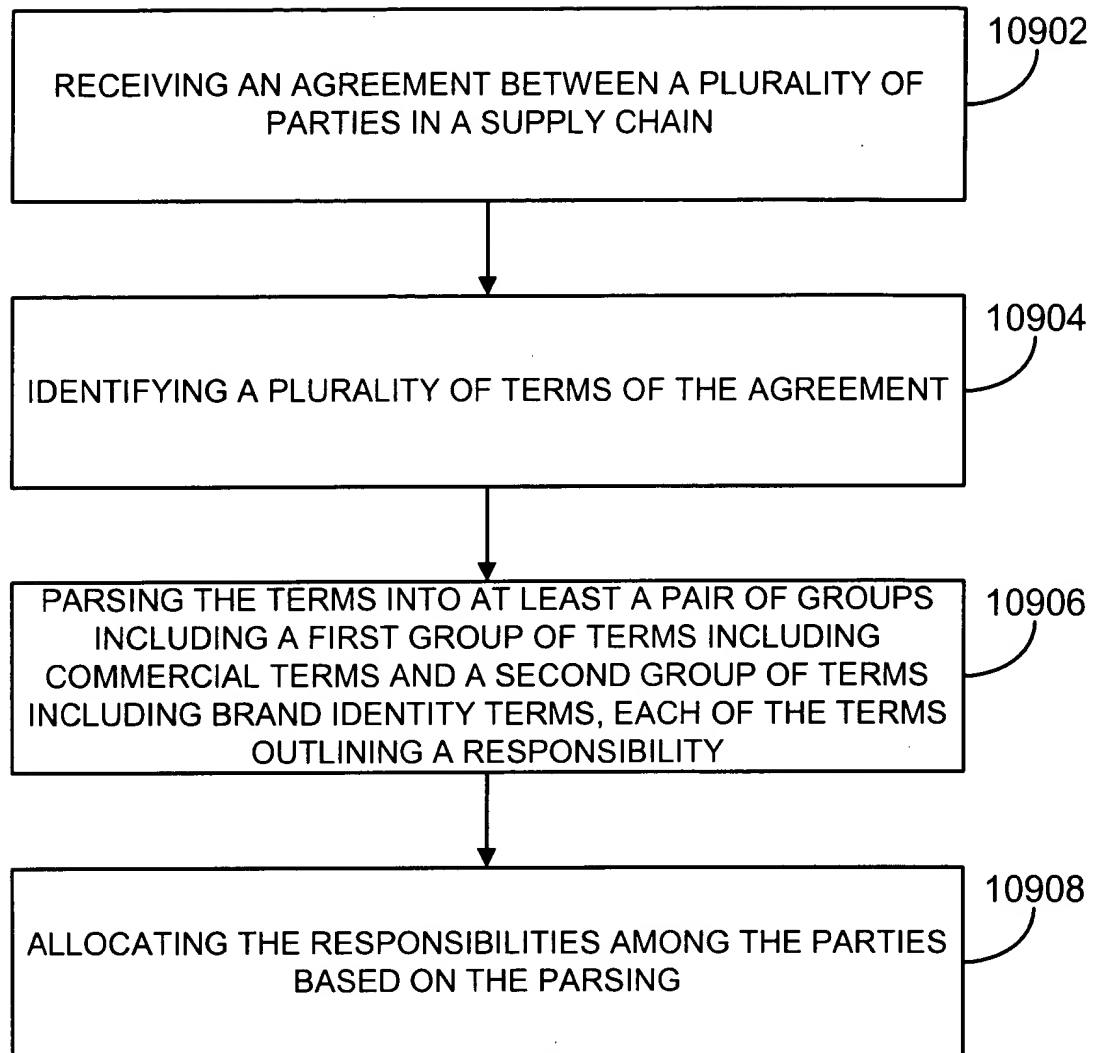 10902
RECEIVING AN AGREEMENT BETWEEN A PLURALITY OF
PARTIES IN A SUPPLY CHAIN
10904
IDENTIFYING A PLURALITY OF TERMS OF THE AGREEMENT
10906
PARSING THE TERMS INTO AT LEAST A PAIR OF GROUPS
INCLUDING A FIRST GROUP OF TERMS INCLUDING
COMMERCIAL TERMS AND A SECOND GROUP OF TERMS
INCLUDING BRAND IDENTITY TERMS, EACH OF THE TERMS
OUTLINING A RESPONSIBILITY
10908
ALLOCATING THE RESPONSIBILITIES AMONG THE PARTIES
BASED ON THE PARSING